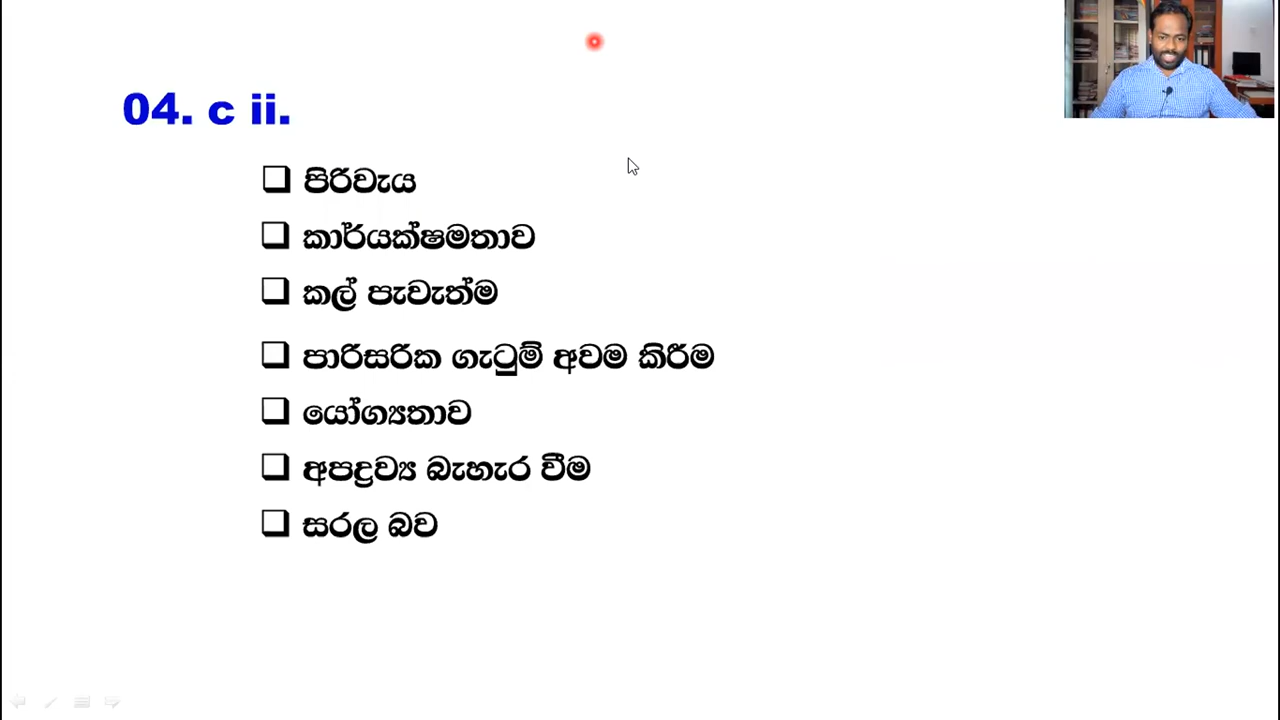 04. c ii.
පිරිවැය
කාර්යක්ෂමතාව
කල් පැවැත්ම
පාරිසරික ගැටුම් අවම කිරීම
යෝග්‍යතාව
අපද්‍රව්‍ය බැහැර වීම
සරල බව